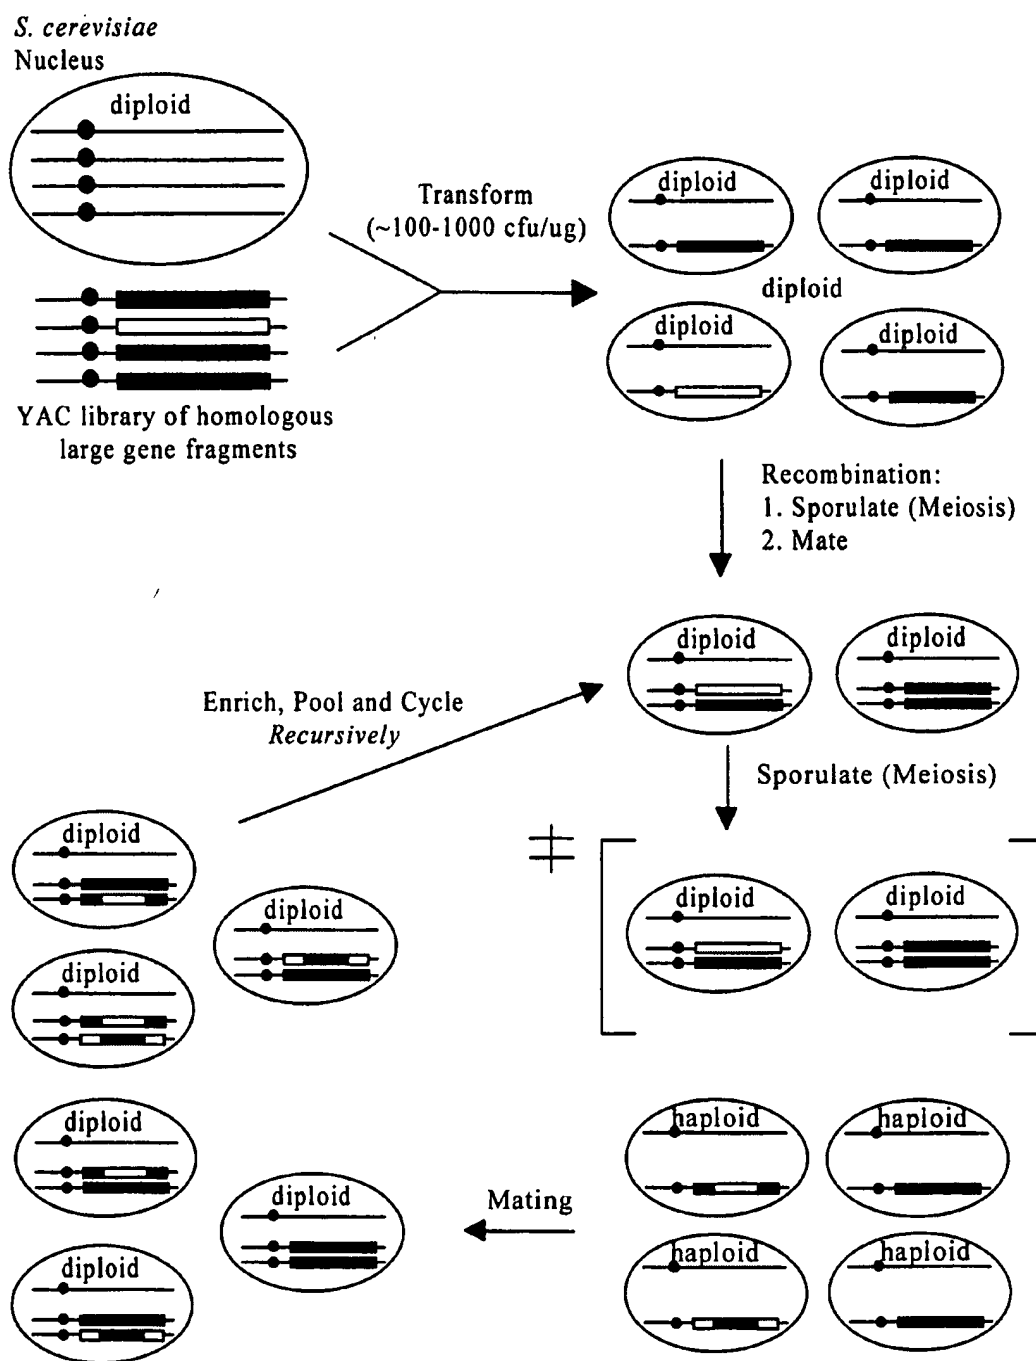 S. cerevisiae
Nucleus
diploid
Transform
(~100-1000 cfu/ug)
diploid
diploid
diploid
diploid
diploid
YAC library of homologous
large gene fragments
Recombination:
1. Sporulate (Meiosis)
2. Mate
diploid
diploid
Enrich, Pool and Cycle
Recursively
Sporulate (Meiosis)
diploid
diploid
diploid
diploid
diploid
diploid
haploid
haploid
diploid
Mating
haploid
haploid
diploid